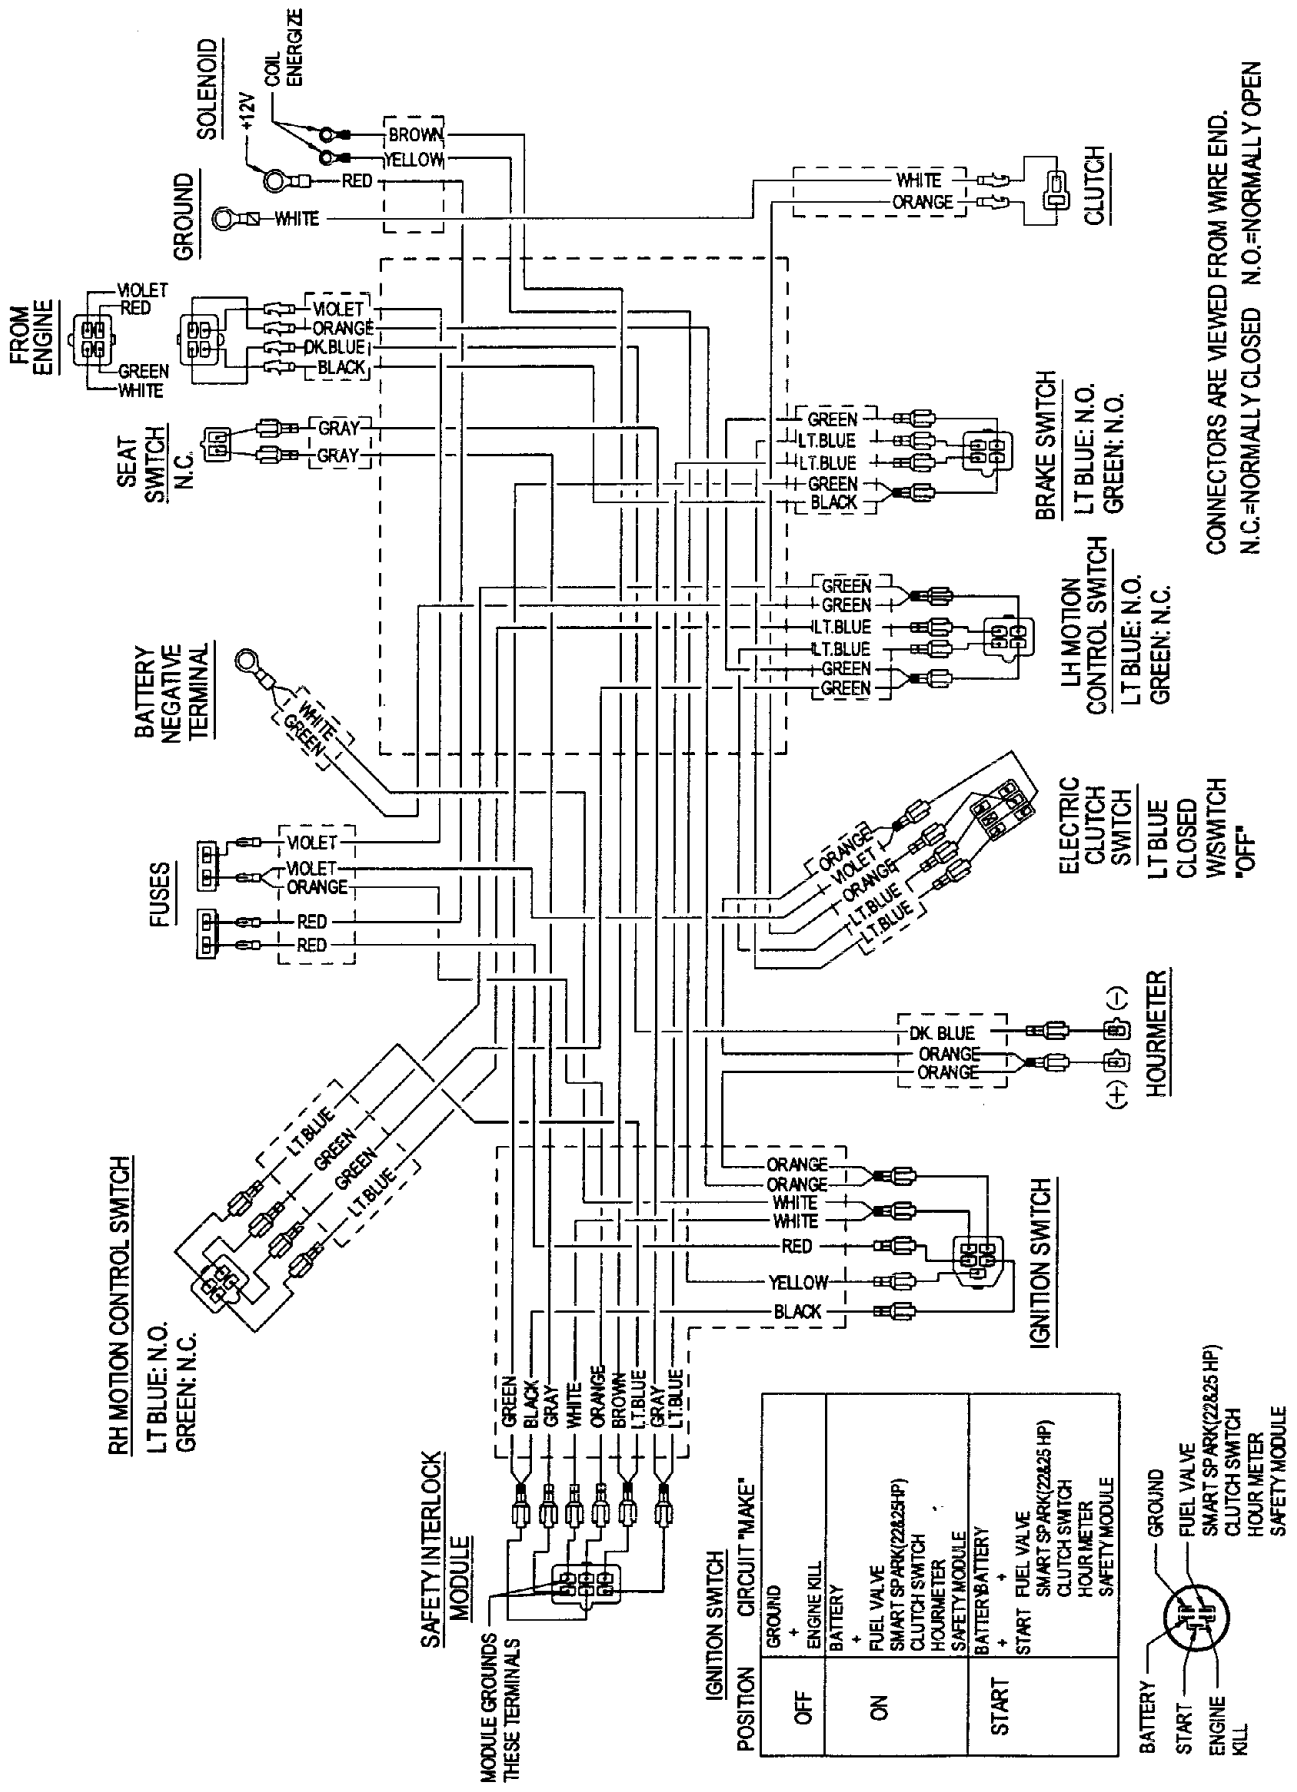 SOLENOID
+12V
COIL
ENERGIZE
BROWN
YELLOW
RED
GROUND
WHITE
WHITE
ORANGE
CLUTCH
FROM
ENGINE
VIOLET
RED
GREEN
WHITE
VIOLET
ORANGE
DK.BLUE
BLACK
SEAT
SWITCH
N.C.
GRAY
GRAY
GREEN
LT.BLUE
LT.BLUE
GREEN
BLACK
BRAKE SWITCH
LT BLUE: N.O.
GREEN: N.O.
CONNECTORS ARE VIEWED FROM WIRE END.
N.C.=NORMALLY CLOSED N.O.=NORMALLY OPEN
BATTERY
NEGATIVE
TERMINAL
WHITE
GREEN
GREEN
GREEN
LT.BLUE
LT.BLUE
GREEN
GREEN
LH MOTION
CONTROL SWITCH
LT BLUE: N.O.
GREEN: N.C.
FUSES
VIOLET
VIOLET
ORANGE
RED
RED
ORANGE
VIOLET
ORANGE
LT.BLUE
LT.BLUE
ELECTRIC
CLUTCH
SWITCH
LT BLUE
CLOSED
W/SWITCH
"OFF"
DK. BLUE
ORANGE
ORANGE
(-)
(+)
HOURMETER
RH MOTION CONTROL SWITCH
LT BLUE: N.O.
GREEN: N.C.
LT.BLUE
GREEN
GREEN
LT.BLUE
ORANGE
ORANGE
WHITE
WHITE
RED
YELLOW
BLACK
IGNITION SWITCH
SAFETY INTERLOCK
MODULE
GREEN
BLACK
GRAY
WHITE
ORANGE
BROWN
LT.BLUE
GRAY
LT.BLUE
MODULE GROUNDS
THESE TERMINALS
IGNITION SWITCH
POSITION CIRCUIT "MAKE"
OFF
GROUND
+
ENGINE KILL
ON
BATTERY
+
FUEL VALVE
SMART SPARK(22&25HP)
CLUTCH SWITCH
HOURMETER
SAFETY MODULE
START
BATTERY BATTERY
+ +
START FUEL VALVE
SMART SPARK(22&25 HP)
CLUTCH SWITCH
HOUR METER
SAFETY MODULE
BATTERY
START
ENGINE
KILL
GROUND
FUEL VALVE
SMART SPARK(22&25 HP)
CLUTCH SWITCH
HOUR METER
SAFETY MODULE